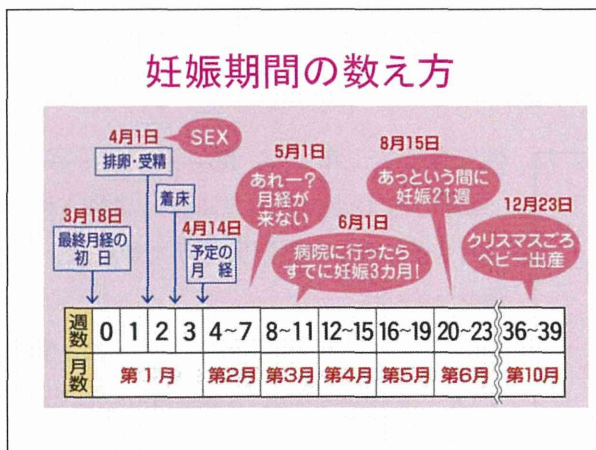 妊娠期間の数え方
4月1日
SEX
排卵・受精
着床
3月18日
最終月経の
初日
4月14日
予定の
月経
5月1日
あれー?
月経が
来ない
6月1日
病院に行ったら
すでに妊娠3カ月!
8月15日
あっという間に
妊娠21週
12月23日
クリスマスごろ
ベビー出産
週数 0 1 2 3 4~7 8~11 12~15 16~19 20~23 36~39
月数 第1月 第2月 第3月 第4月 第5月 第6月 第10月